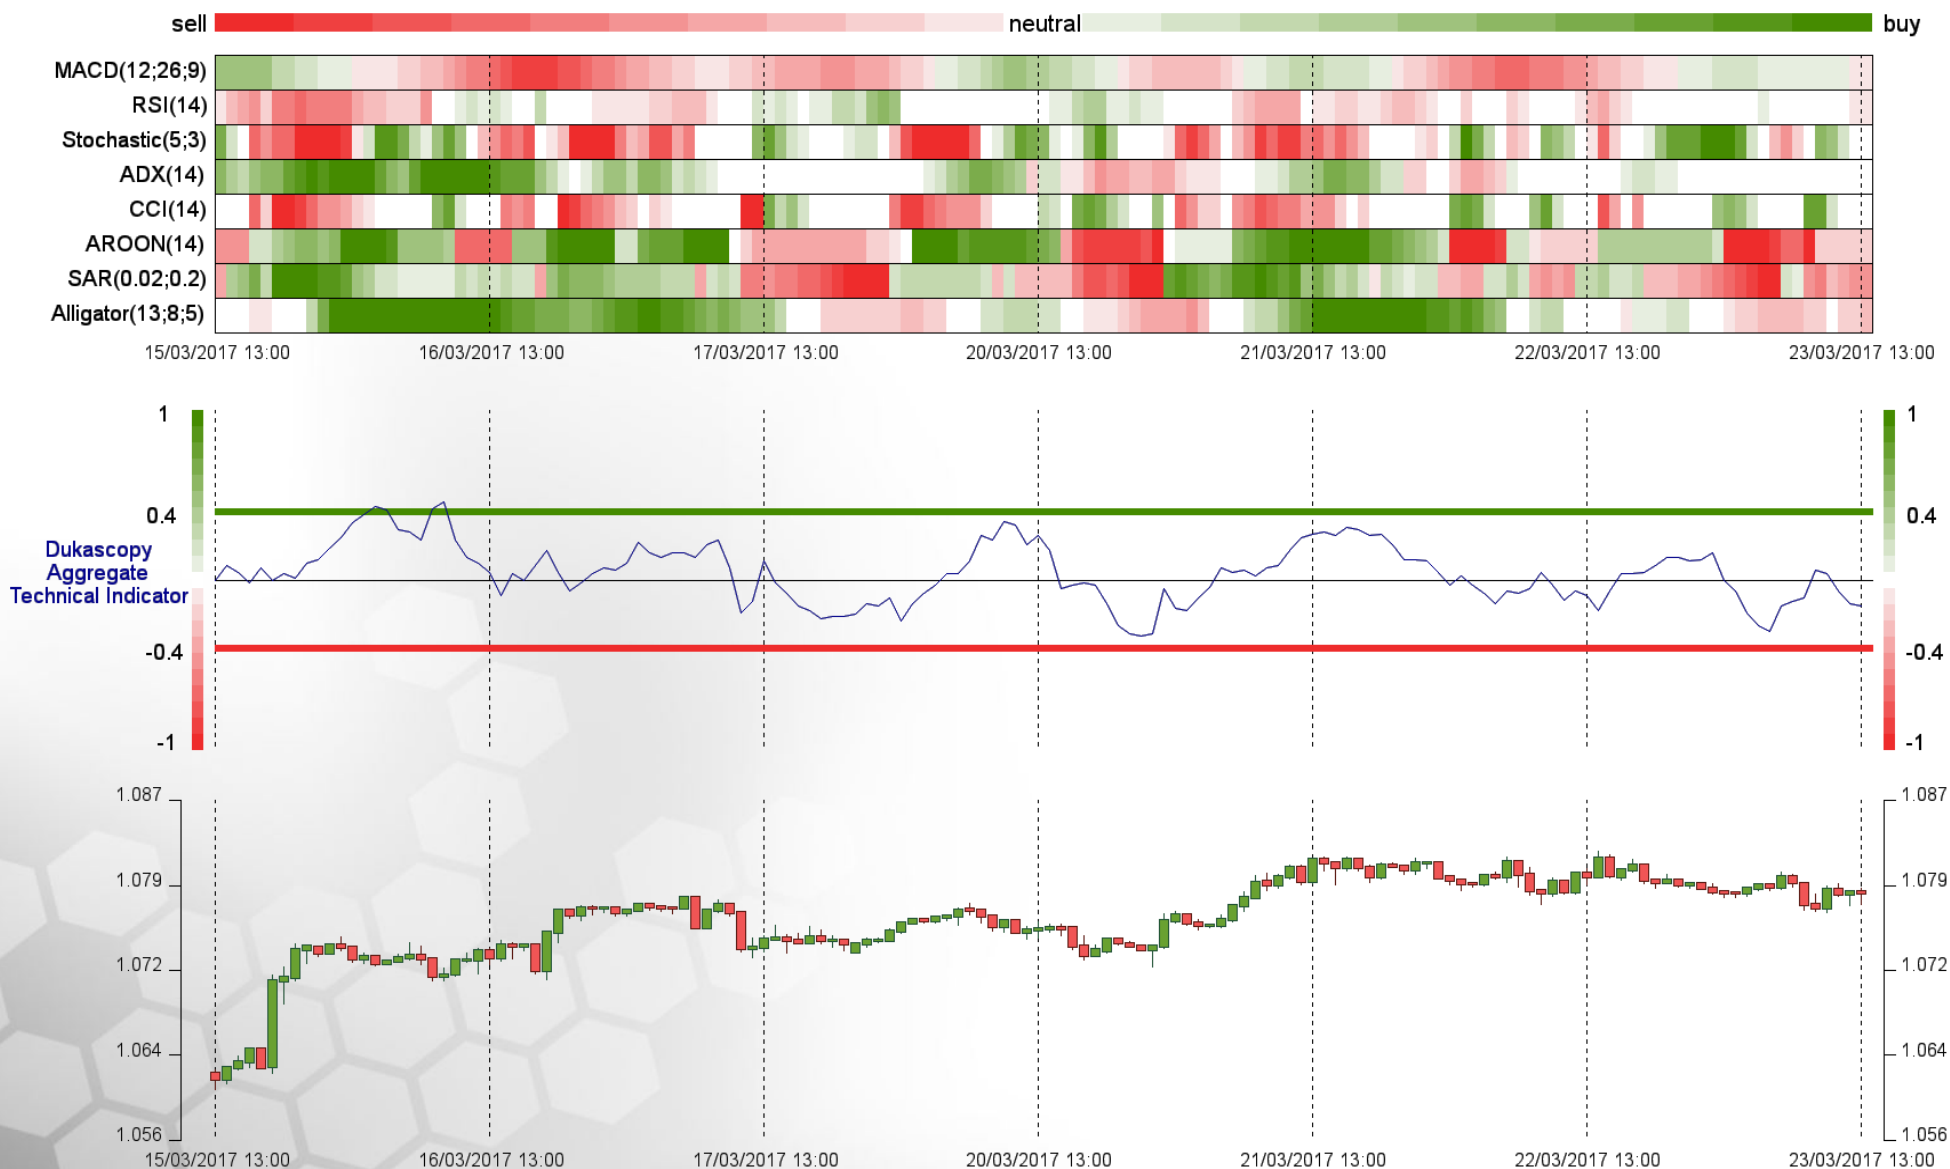 sell neutral buy
MACD(12;26;9)
RSI(14)
Stochastic(5;3)
ADX(14)
CCI(14)
AROON(14)
SAR(0.02;0.2)
Alligator(13;8;5)
15/03/2017 13:00 16/03/2017 13:00 17/03/2017 13:00 20/03/2017 13:00 21/03/2017 13:00 22/03/2017 13:00 23/03/2017 13:00
1 1
0.4 0.4
Dukascopy
Aggregate
Technical Indicator
-0.4 -0.4
-1 -1
1.087 1.087
1.079 1.079
1.072 1.072
1.064 1.064
1.056 1.056
15/03/2017 13:00 16/03/2017 13:00 17/03/2017 13:00 20/03/2017 13:00 21/03/2017 13:00 22/03/2017 13:00 23/03/2017 13:00